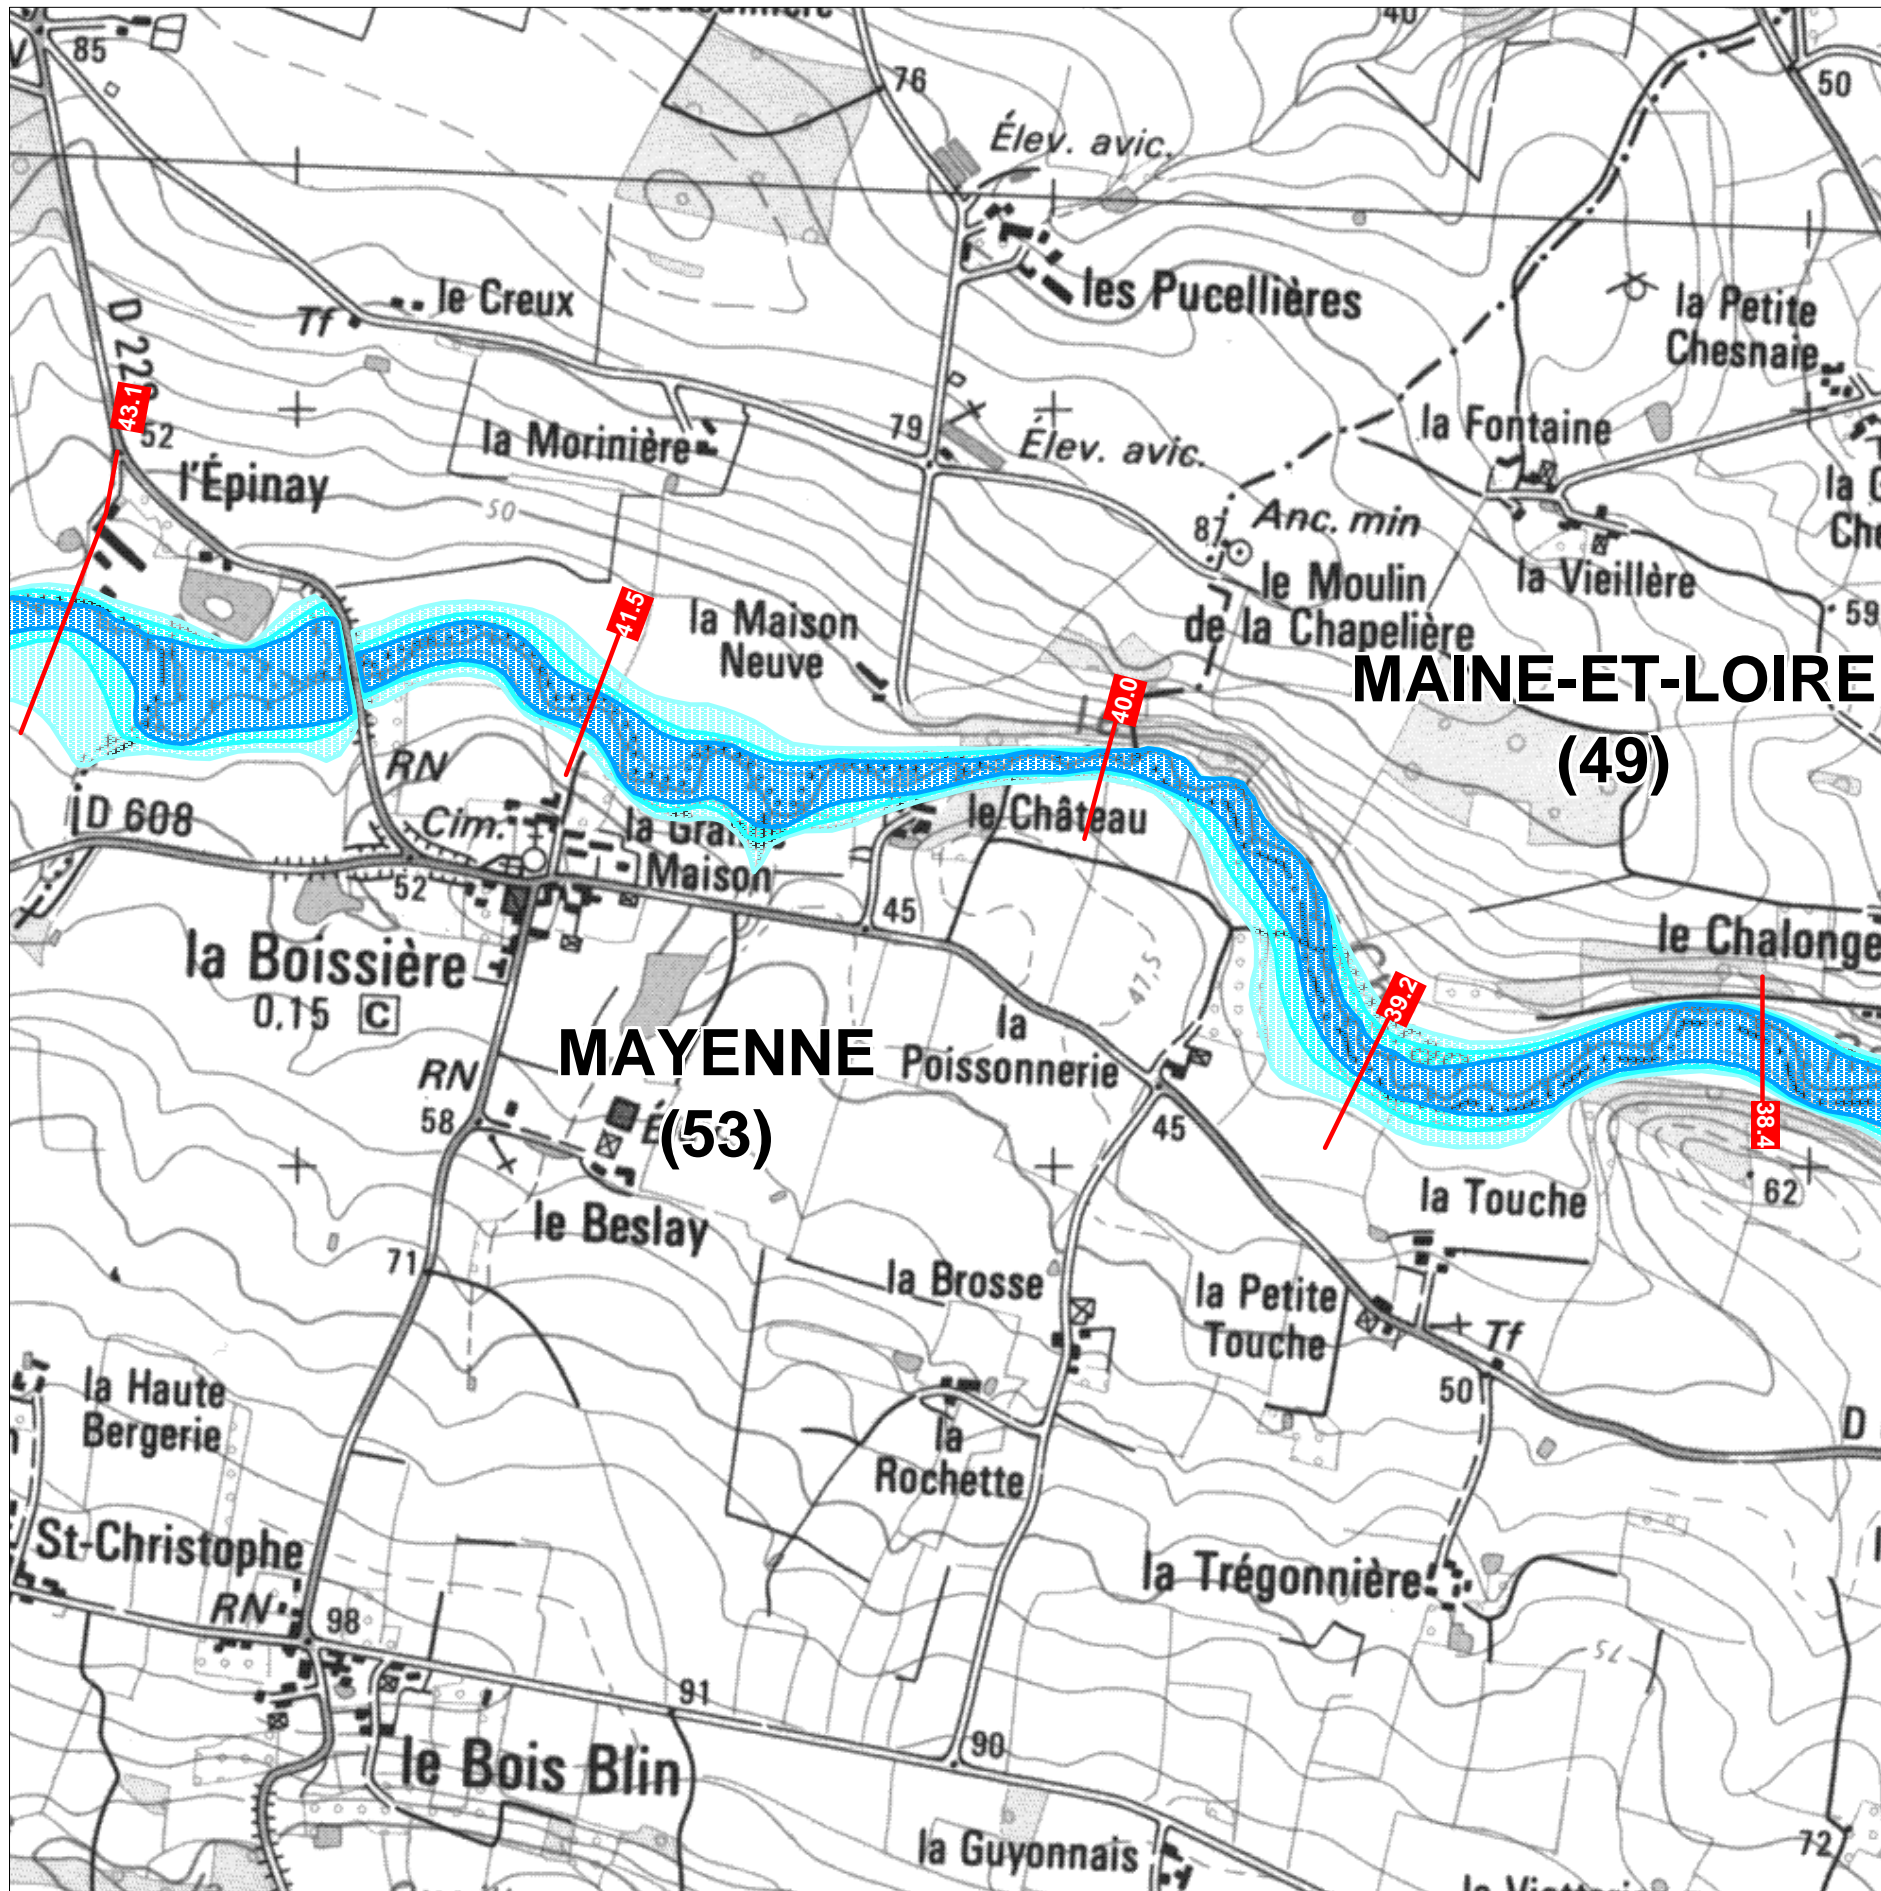 85
40
50
76
Élev. avic.
le Creux
Tf
les Pucellières
la Petite
Chesnaie
43.1
52
la Morinière
79
Élev. avic.
la Fontaine
l'Épinay
50
87
Anc. min
le Moulin
de la Chapelière
la Vieillère
59
41.5
la Maison
Neuve
40.0
MAINE-ET-LOIRE
(49)
RN
D 608
Cim.
Maison
le Château
52
45
la Boissière
0.15 C
le Chalonge
47,5
39.2
MAYENNE
(53)
la
Poissonnerie
RN
58
45
38.4
62
le Beslay
la Touche
71
la Brosse
la Petite
Touche
Tf
50
la Haute
Bergerie
la
Rochette
D
St-Christophe
RN
98
la Trégonnière
75
91
90
le Bois Blin
la Guyonnais
72